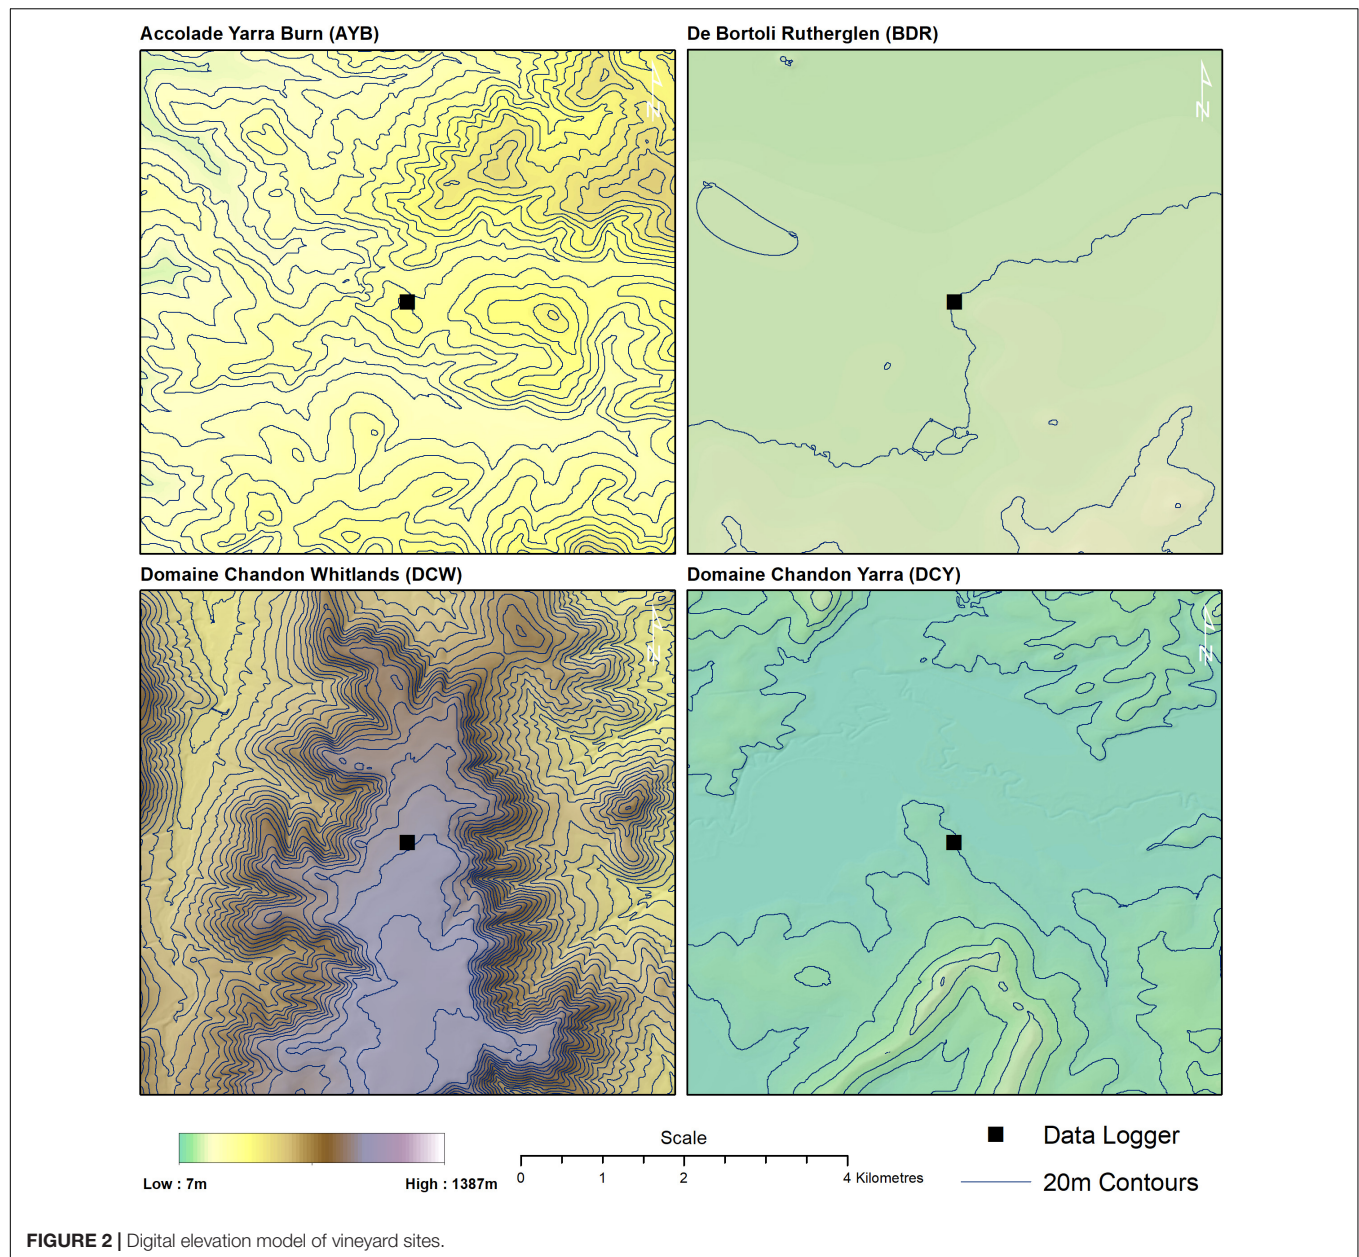 Accolade Yarra Burn (AYB)
De Bortoli Rutherglen (BDR)
N
N
Domaine Chandon Whitlands (DCW)
Domaine Chandon Yarra (DCY)
N
N
Scale
0 1 2 4 Kilometres
Low : 7m
High : 1387m
Data Logger
20m Contours
FIGURE 2 | Digital elevation model of vineyard sites.